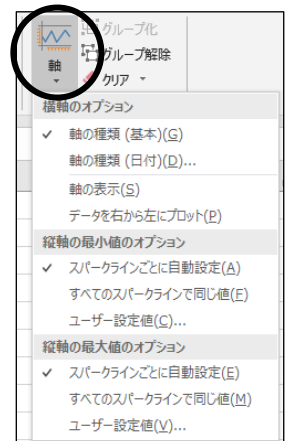 グループ化
グループ解除
軸
クリア
横軸のオプション
✓ 軸の種類 (基本)(G)
軸の種類 (日付)(D)...
軸の表示(S)
データを右から左にプロット(P)
縦軸の最小値のオプション
✓ スパークラインごとに自動設定(A)
すべてのスパークラインで同じ値(F)
ユーザー設定値(C)...
縦軸の最大値のオプション
✓ スパークラインごとに自動設定(E)
すべてのスパークラインで同じ値(M)
ユーザー設定値(V)...